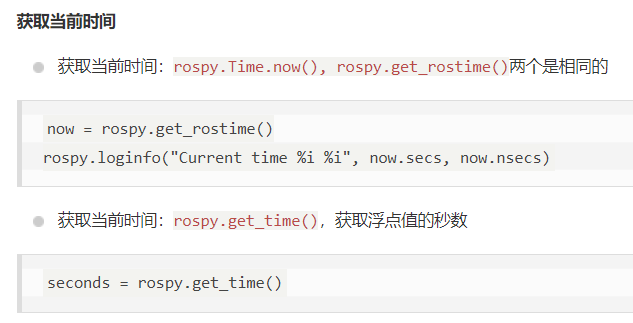 获取当前时间
获取当前时间：rospy.Time.now(), rospy.get_rostime()两个是相同的
now = rospy.get_rostime()
rospy.loginfo("Current time %i %i", now.secs, now.nsecs)
获取当前时间：rospy.get_time()，获取浮点值的秒数
seconds = rospy.get_time()